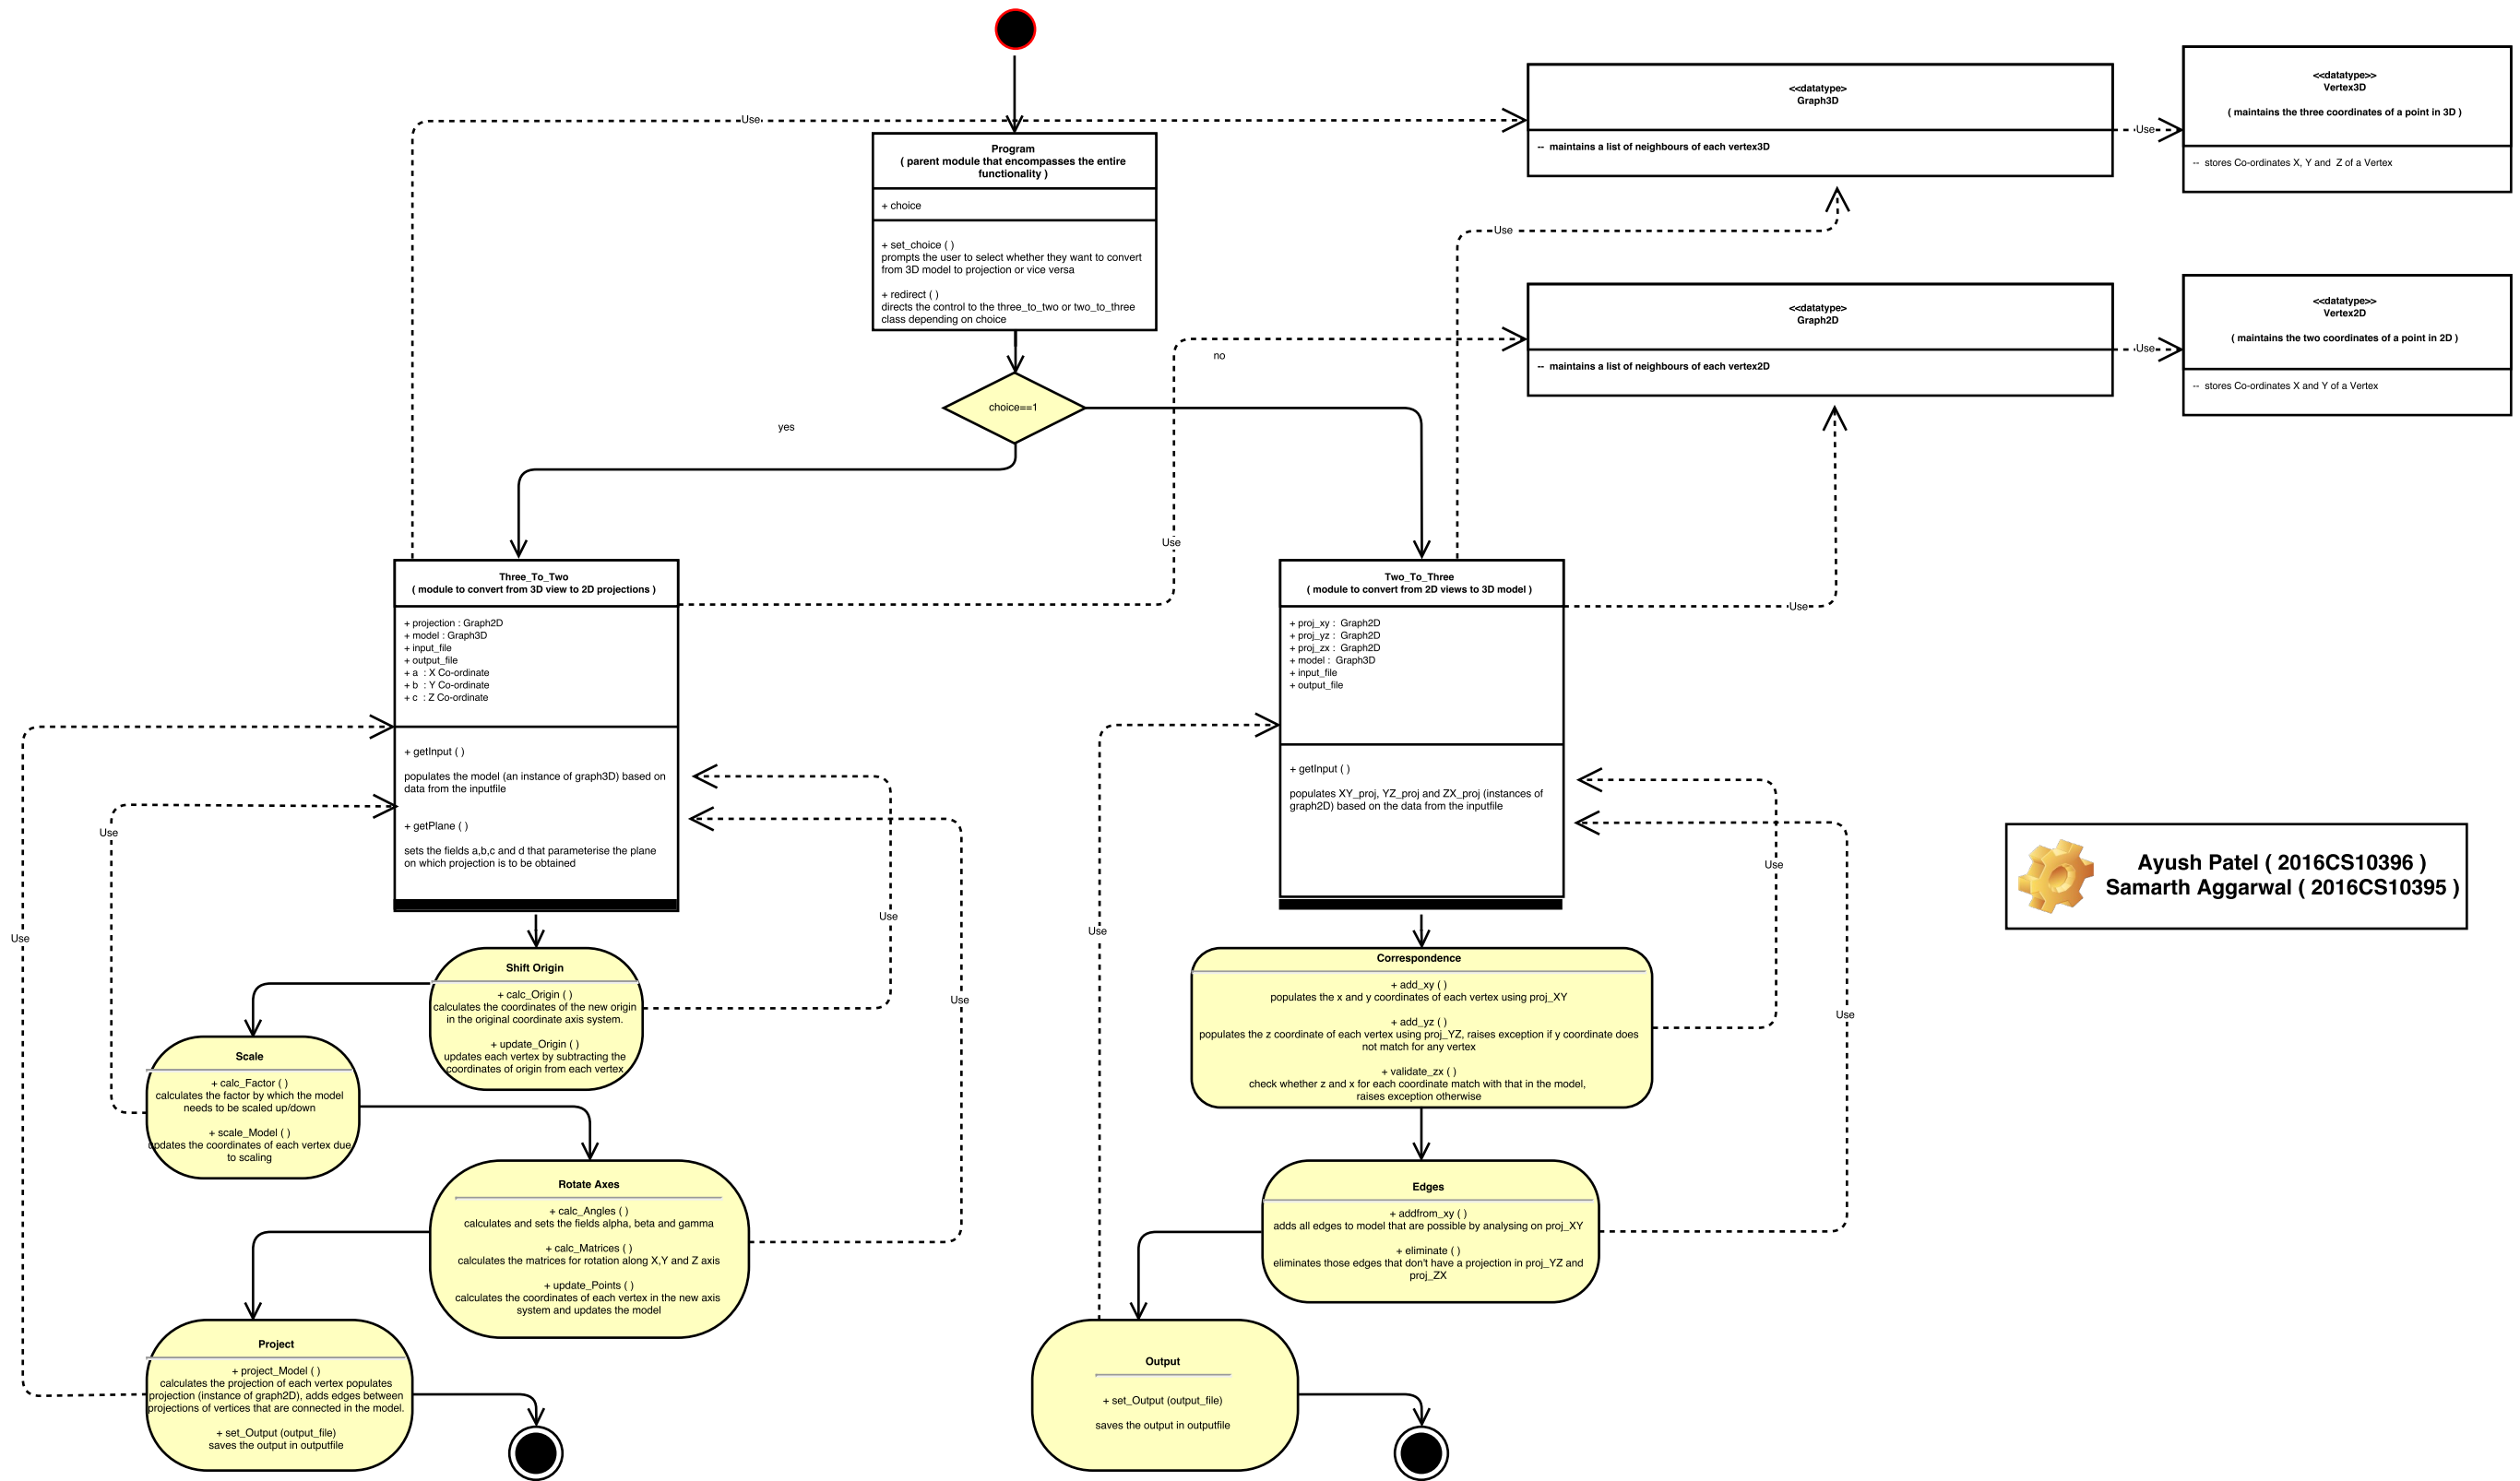 <<datatype>
Graph3D
-- maintains a list of neighbours of each vertex3D
Use
<<datatype>>
Vertex3D
( maintains the three coordinates of a point in 3D )
-- stores Co-ordinates X, Y and Z of a Vertex
Use
Program
( parent module that encompasses the entire
functionality )
+ choice
+ set_choice ( )
prompts the user to select whether they want to convert
from 3D model to projection or vice versa
+ redirect ( )
directs the control to the three_to_two or two_to_three
class depending on choice
Use
<<datatype>
Graph2D
-- maintains a list of neighbours of each vertex2D
Use
<<datatype>>
Vertex2D
( maintains the two coordinates of a point in 2D )
-- stores Co-ordinates X and Y of a Vertex
no
choice==1
yes
Use
Three_To_Two
( module to convert from 3D view to 2D projections )
+ projection : Graph2D
+ model : Graph3D
+ input_file
+ output_file
+ a : X Co-ordinate
+ b : Y Co-ordinate
+ c : Z Co-ordinate
+ getInput ( )
populates the model (an instance of graph3D) based on
data from the inputfile
+ getPlane ( )
sets the fields a,b,c and d that parameterise the plane
on which projection is to be obtained
Two_To_Three
( module to convert from 2D views to 3D model )
+ proj_xy : Graph2D
+ proj_yz : Graph2D
+ proj_zx : Graph2D
+ model : Graph3D
+ input_file
+ output_file
+ getInput ( )
populates XY_proj, YZ_proj and ZX_proj (instances of
graph2D) based on the data from the inputfile
Use
Use
Use
Use
Use
Use
Use
Use
Use
Ayush Patel ( 2016CS10396 )
Samarth Aggarwal ( 2016CS10395 )
Shift Origin
+ calc_Origin ( )
calculates the coordinates of the new origin
in the original coordinate axis system.
+ update_Origin ( )
updates each vertex by subtracting the
coordinates of origin from each vertex
Scale
+ calc_Factor ( )
calculates the factor by which the model
needs to be scaled up/down
+ scale_Model ( )
updates the coordinates of each vertex due
to scaling
Rotate Axes
+ calc_Angles ( )
calculates and sets the fields alpha, beta and gamma
+ calc_Matrices ( )
calculates the matrices for rotation along X,Y and Z axis
+ update_Points ( )
calculates the coordinates of each vertex in the new axis
system and updates the model
Project
+ project_Model ( )
calculates the projection of each vertex populates
projection (instance of graph2D), adds edges between
projections of vertices that are connected in the model.
+ set_Output (output_file)
saves the output in outputfile
Correspondence
+ add_xy ( )
populates the x and y coordinates of each vertex using proj_XY
+ add_yz ( )
populates the z coordinate of each vertex using proj_YZ, raises exception if y coordinate does
not match for any vertex
+ validate_zx ( )
check whether z and x for each coordinate match with that in the model,
raises exception otherwise
Edges
+ addfrom_xy ( )
adds all edges to model that are possible by analysing on proj_XY
+ eliminate ( )
eliminates those edges that don't have a projection in proj_YZ and
proj_ZX
Output
+ set_Output (output_file)
saves the output in outputfile